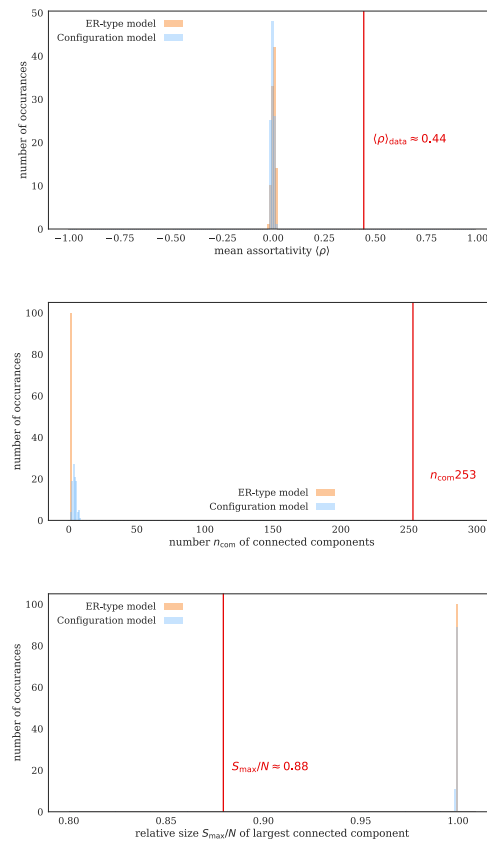 50
ER-type model
Configuration model
40
30
20
10
0
number of occurances
⟨ρ⟩data ≈ 0.44
−1.00 −0.75 −0.50 −0.25 0.00 0.25 0.50 0.75 1.00
mean assortativity ⟨ρ⟩
100
80
60
40
20
0
number of occurances
ncom253
ER-type model
Configuration model
0 50 100 150 200 250 300
number ncom of connected components
100
ER-type model
Configuration model
80
60
40
20
0
number of occurances
Smax/N ≈ 0.88
0.80 0.85 0.90 0.95 1.00
relative size Smax/N of largest connected component